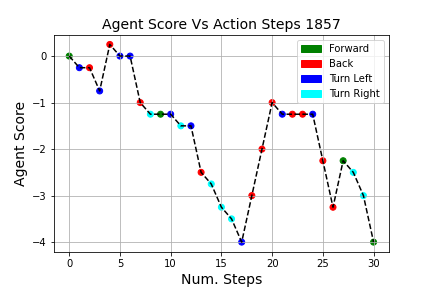 Agent Score Vs Action Steps 1857
Forward
Back
Turn Left
Turn Right
Agent Score
0
−1
−2
−3
−4
0 5 10 15 20 25 30
Num. Steps